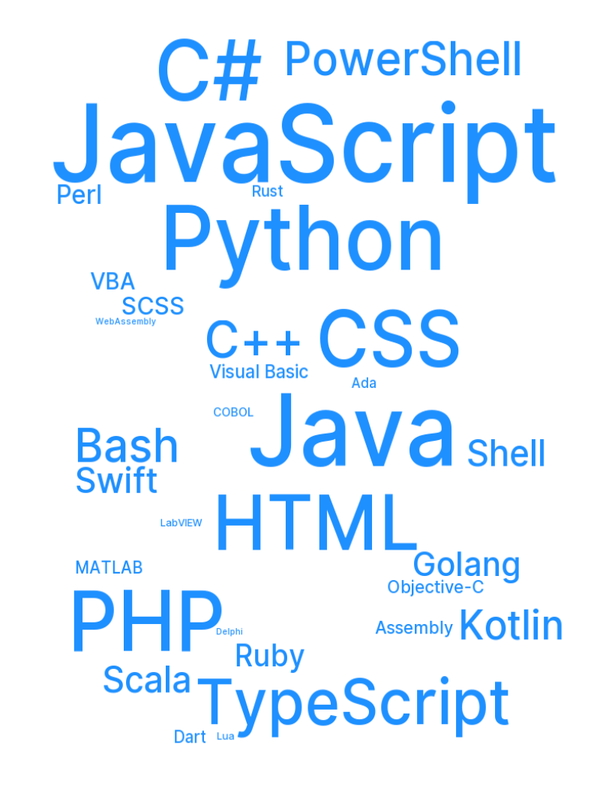 C# PowerShell
JavaScript
Perl Rust
Python
VBA
SCSS
WebAssembly
C++ CSS
Visual Basic
Ada
COBOL Java
Bash Shell
Swift
LabVIEW HTML
MATLAB Golang
Objective-C
PHP Assembly Kotlin
Delphi
Ruby
Scala TypeScript
Dart Lua